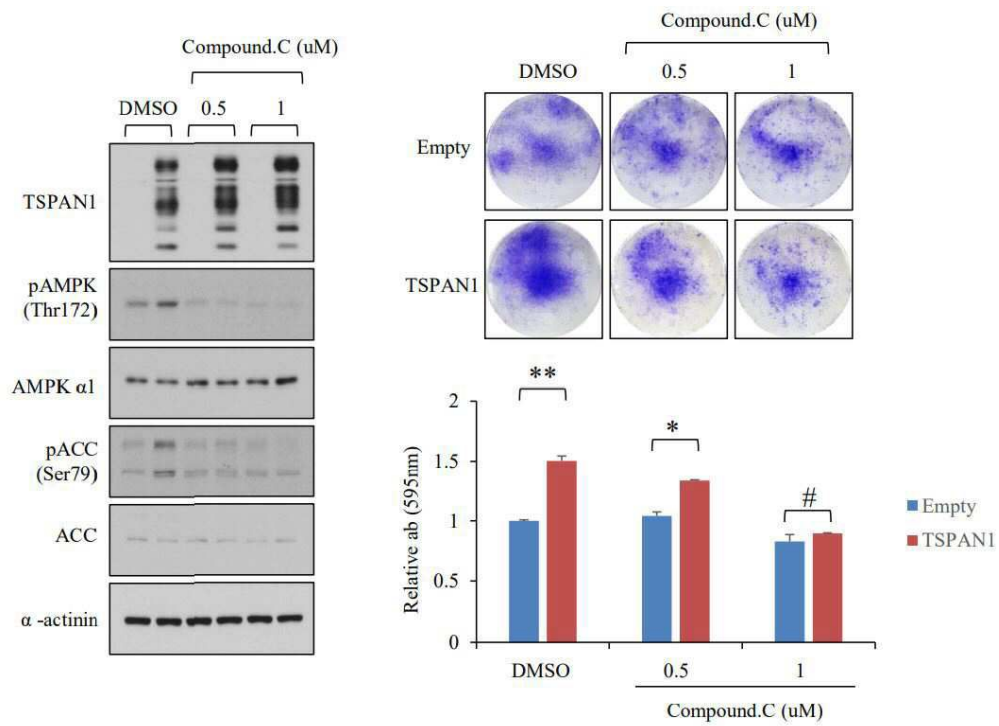 Compound.C (uM)
DMSO 0.5 1
TSPAN1
pAMPK
(Thr172)
AMPK α1
pACC
(Ser79)
ACC
α -actinin
Compound.C (uM)
DMSO 0.5 1
Empty
TSPAN1
Relative ab (595nm)
2
1.5
1
0.5
0
**
*
#
Empty
TSPAN1
DMSO 0.5 1
Compound.C (uM)